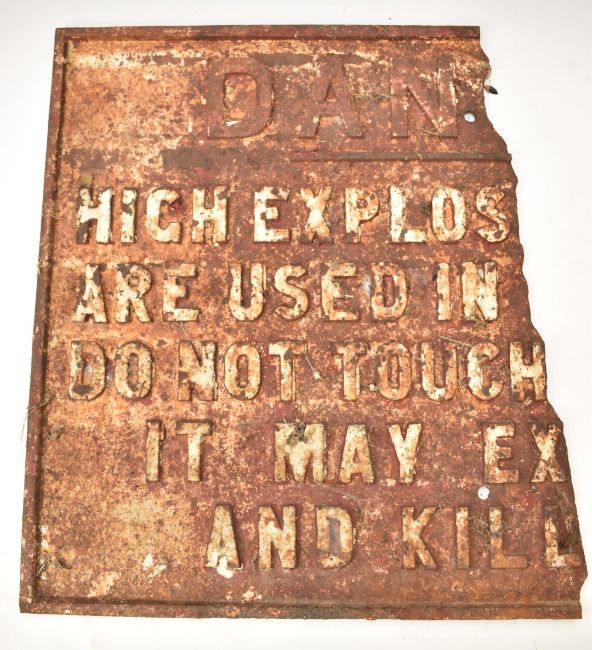 DAN
HIGH EXPLOS
ARE USED IN
DO NOT TOUCH
IT MAY EX
AND KILL